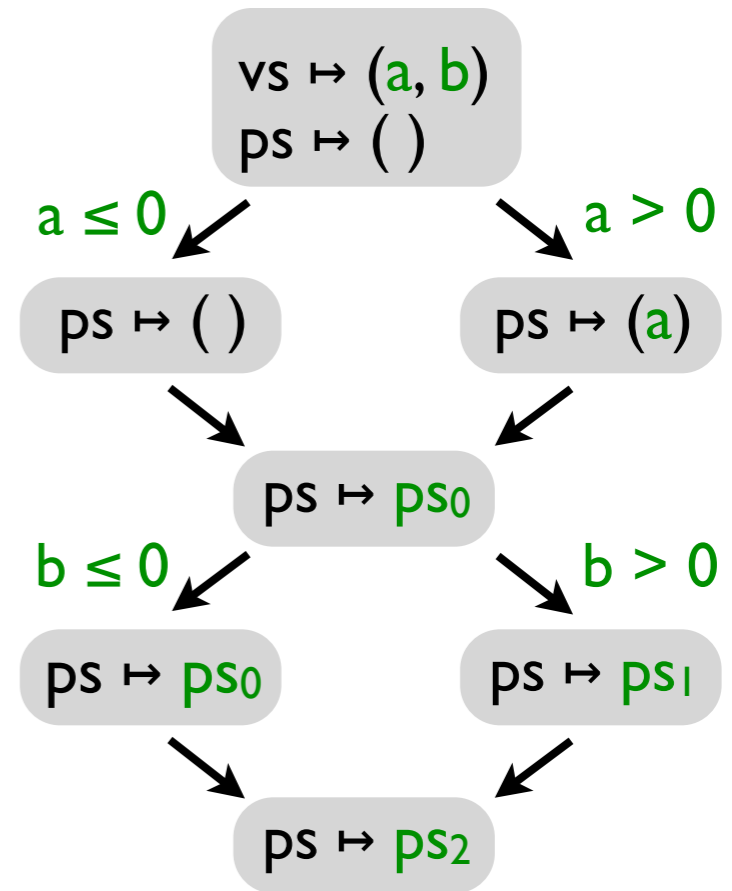 vs ↦ (a, b)
ps ↦ ( )
a ≤ 0
a > 0
ps ↦ ( )
ps ↦ (a)
ps ↦ ps₀
b ≤ 0
b > 0
ps ↦ ps₀
ps ↦ ps₁
ps ↦ ps₂